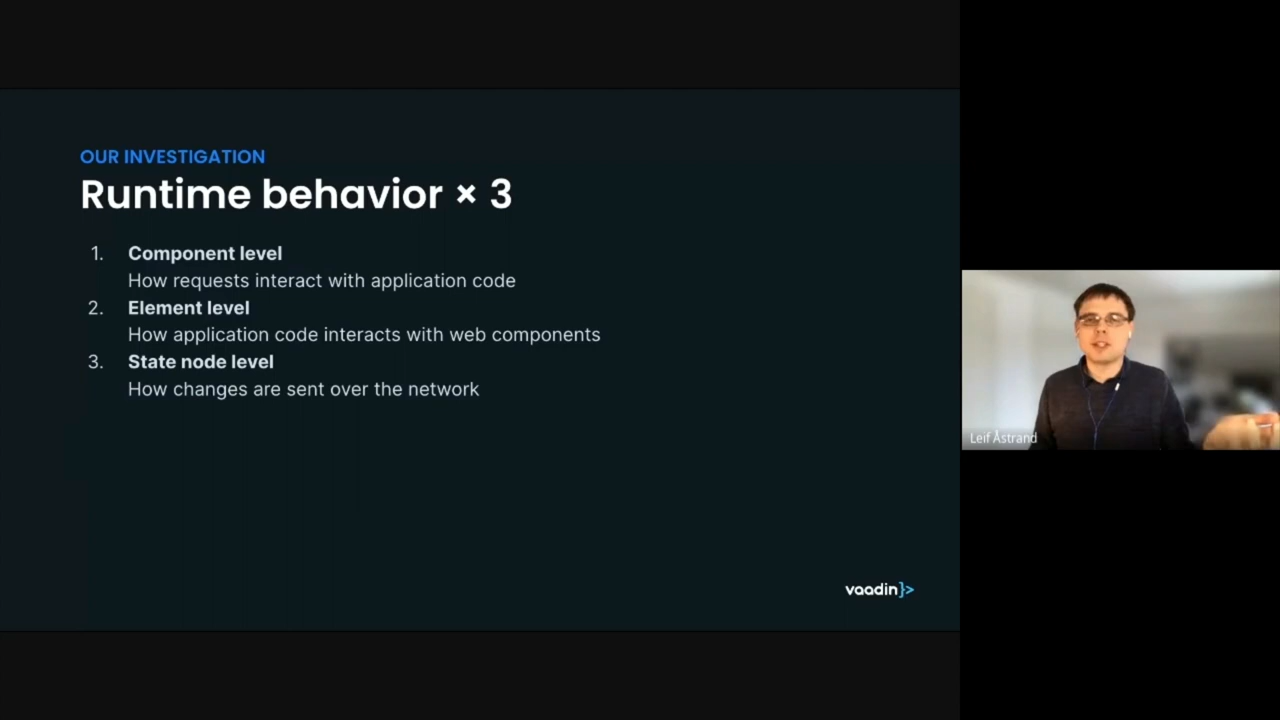 OUR INVESTIGATION
Runtime behavior × 3
1. Component level
How requests interact with application code
2. Element level
How application code interacts with web components
3. State node level
How changes are sent over the network
Leif Åstrand
vaadin}>